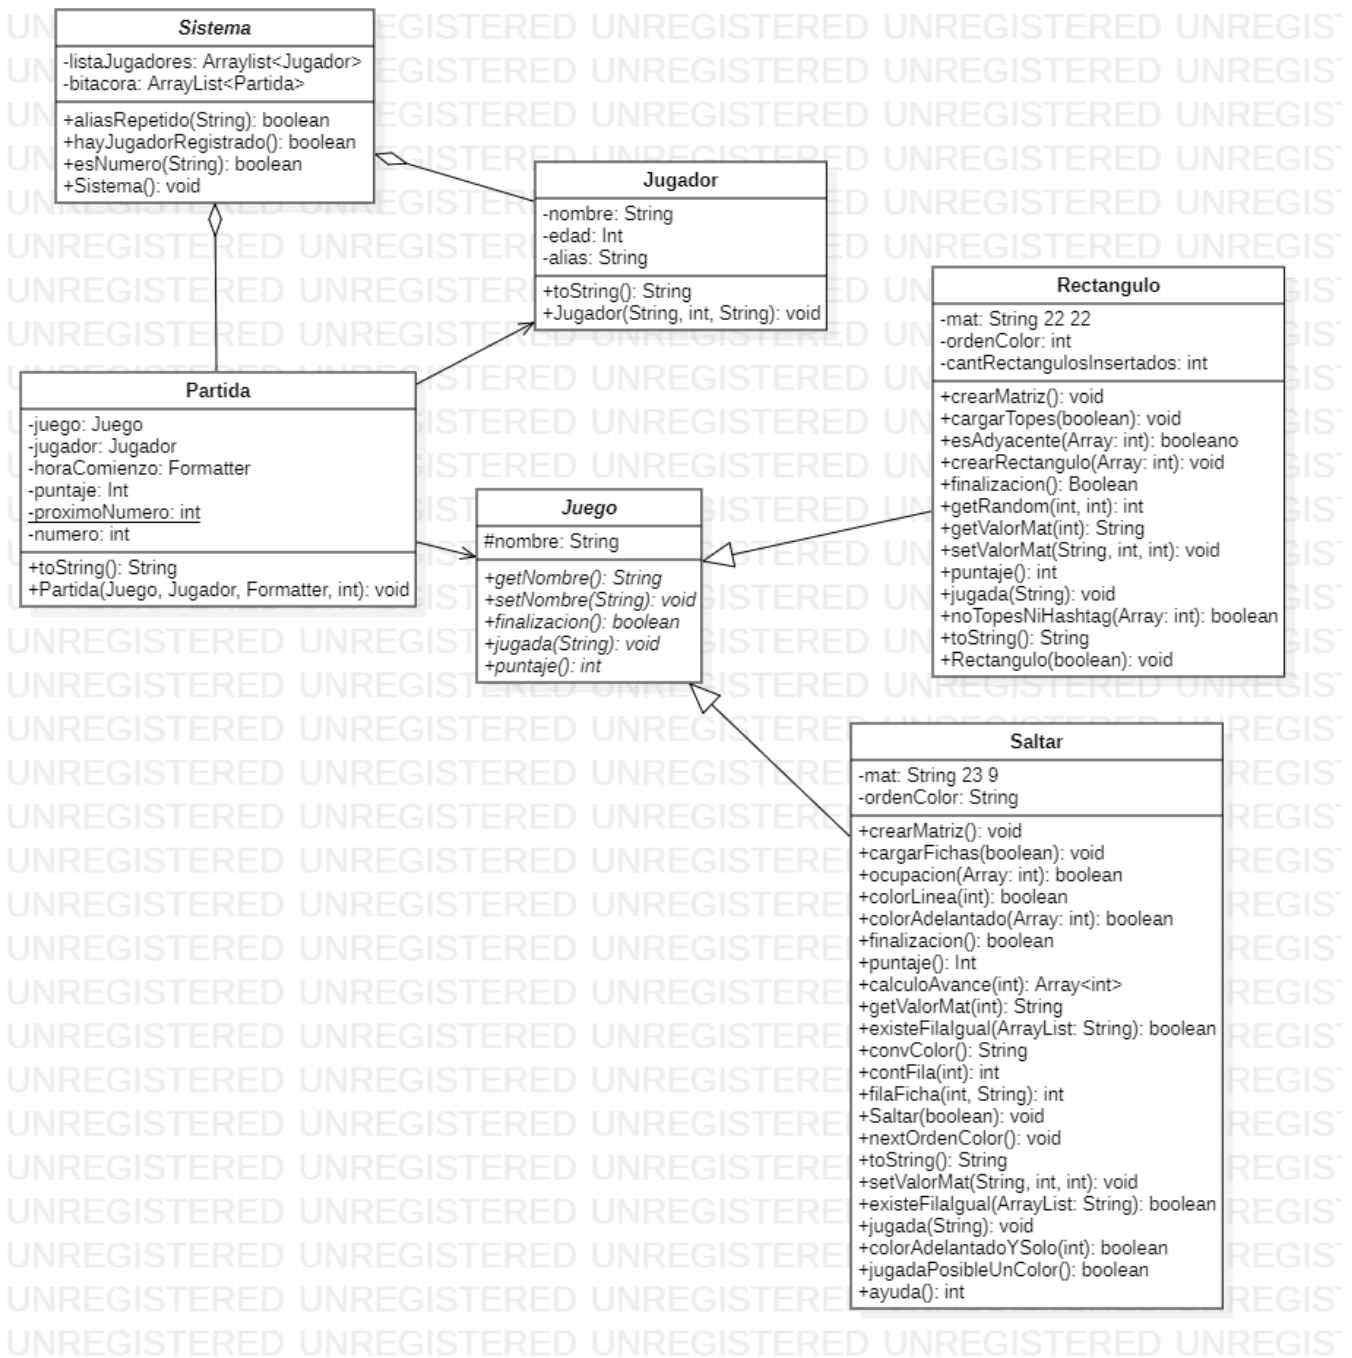 Sistema
-listaJugadores: Arraylist<Jugador>
-bitacora: ArrayList<Partida>
+aliasRepetido(String): boolean
+hayJugadorRegistrado(): boolean
+esNumero(String): boolean
+Sistema(): void
Jugador
-nombre: String
-edad: Int
-alias: String
+toString(): String
+Jugador(String, int, String): void
Partida
-juego: Juego
-jugador: Jugador
-horaComienzo: Formatter
-puntaje: Int
-proximoNumero: int
-numero: int
+toString(): String
+Partida(Juego, Jugador, Formatter, int): void
Juego
#nombre: String
+getNombre(): String
+setNombre(String): void
+finalizacion(): boolean
+jugada(String): void
+puntaje(): int
Rectangulo
-mat: String 22 22
-ordenColor: int
-cantRectangulosInsertados: int
+crearMatriz(): void
+cargarTopes(boolean): void
+esAdyacente(Array: int): booleano
+crearRectangulo(Array: int): void
+finalizacion(): Boolean
+getRandom(int, int): int
+getValorMat(int): String
+setValorMat(String, int, int): void
+puntaje(): int
+jugada(String): void
+noTopesNiHashtag(Array: int): boolean
+toString(): String
+Rectangulo(boolean): void
Saltar
-mat: String 23 9
-ordenColor: String
+crearMatriz(): void
+cargarFichas(boolean): void
+ocupacion(Array: int): boolean
+colorLinea(int): boolean
+colorAdelantado(Array: int): boolean
+finalizacion(): boolean
+puntaje(): Int
+calculoAvance(int): Array<int>
+getValorMat(int): String
+existeFilaIgual(ArrayList: String): boolean
+convColor(): String
+contFila(int): int
+filaFicha(int, String): int
+Saltar(boolean): void
+nextOrdenColor(): void
+toString(): String
+setValorMat(String, int, int): void
+existeFilaIgual(ArrayList: String): boolean
+jugada(String): void
+colorAdelantadoYSolo(int): boolean
+jugadaPosibleUnColor(): boolean
+ayuda(): int
UNREGISTERED UNREGISTERED UNREGISTERED UNREGISTERED UNREGIS